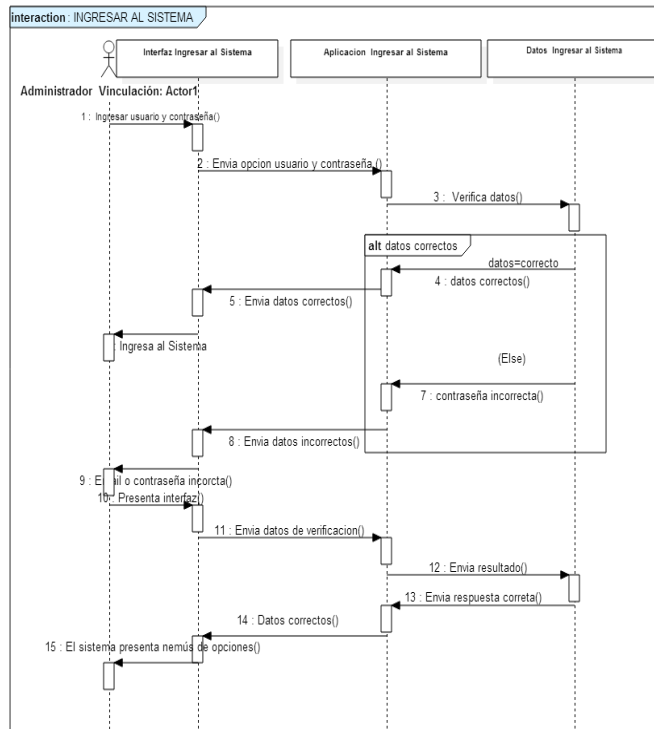 interaction : INGRESAR AL SISTEMA
Interfaz Ingresar al Sistema
Aplicacion Ingresar al Sistema
Datos Ingresar al Sistema
Administrador Vinculación: Actor1
1 : Ingresar usuario y contraseña()
2 : Envia opcion usuario y contraseña.()
3 : Verifica datos()
alt datos correctos
datos=correcto
4 : datos correctos()
5 : Envia datos correctos()
: Ingresa al Sistema
(Else)
7 : contraseña incorrecta()
8 : Envia datos incorrectos()
9 : Email o contraseña incorcta()
10 : Presenta interfaz()
11 : Envia datos de verificacion()
12 : Envia resultado()
13 : Envia respuesta correta()
14 : Datos correctos()
15 : El sistema presenta nemús de opciones()